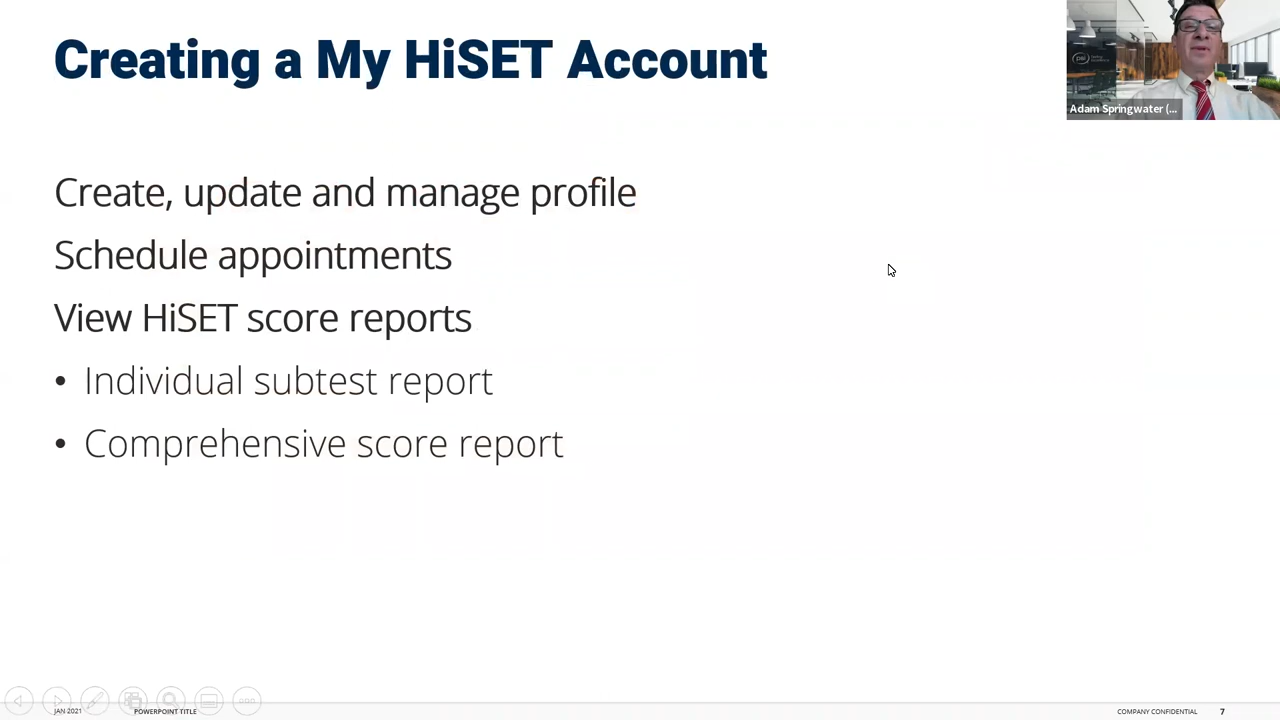 Creating a My HiSET Account
Adam Springwater (...
psi
Create, update and manage profile
Schedule appointments
View HiSET score reports
• Individual subtest report
• Comprehensive score report
JAN 2021
POWERPOINT TITLE
COMPANY CONFIDENTIAL
7